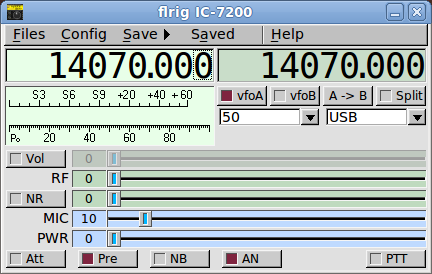 flrig IC-7200
Files Config Save Saved Help
14070.000 14070.000
S3 S6 S9 +20 +40 +60
Po 20 40 60 80
vfoA vfoB A -> B Split
50 USB
Vol 0
RF 0
NR 0
MIC 10
PWR 0
Att Pre NB AN PTT